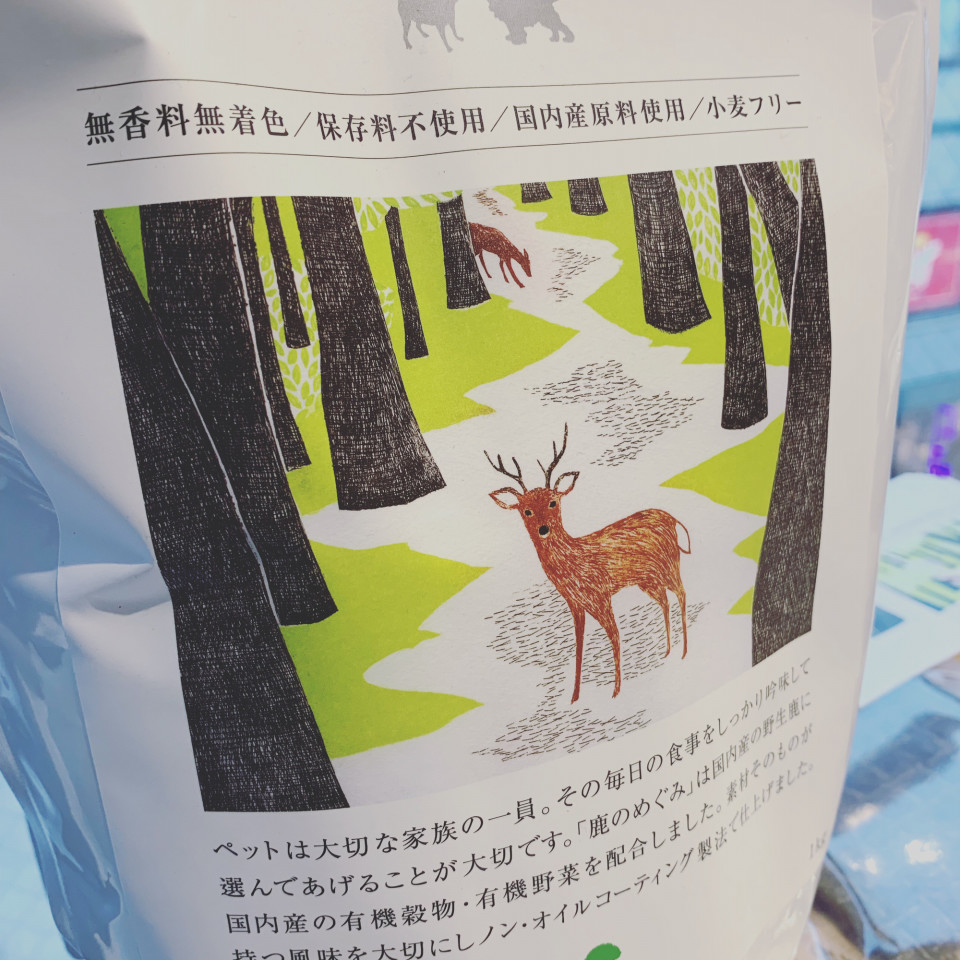 無香料無着色/保存料不使用/国内産原料使用/小麦フリー
ペットは大切な家族の一員。その毎日の食事をしっかり吟味して
選んであげることが大切です。「鹿のめぐみ」は国内産の野生鹿に
国内産の有機穀物・有機野菜を配合しました。素材そのものが
持つ風味を大切にしノン・オイルコーティング製法で仕上げました。
1kg